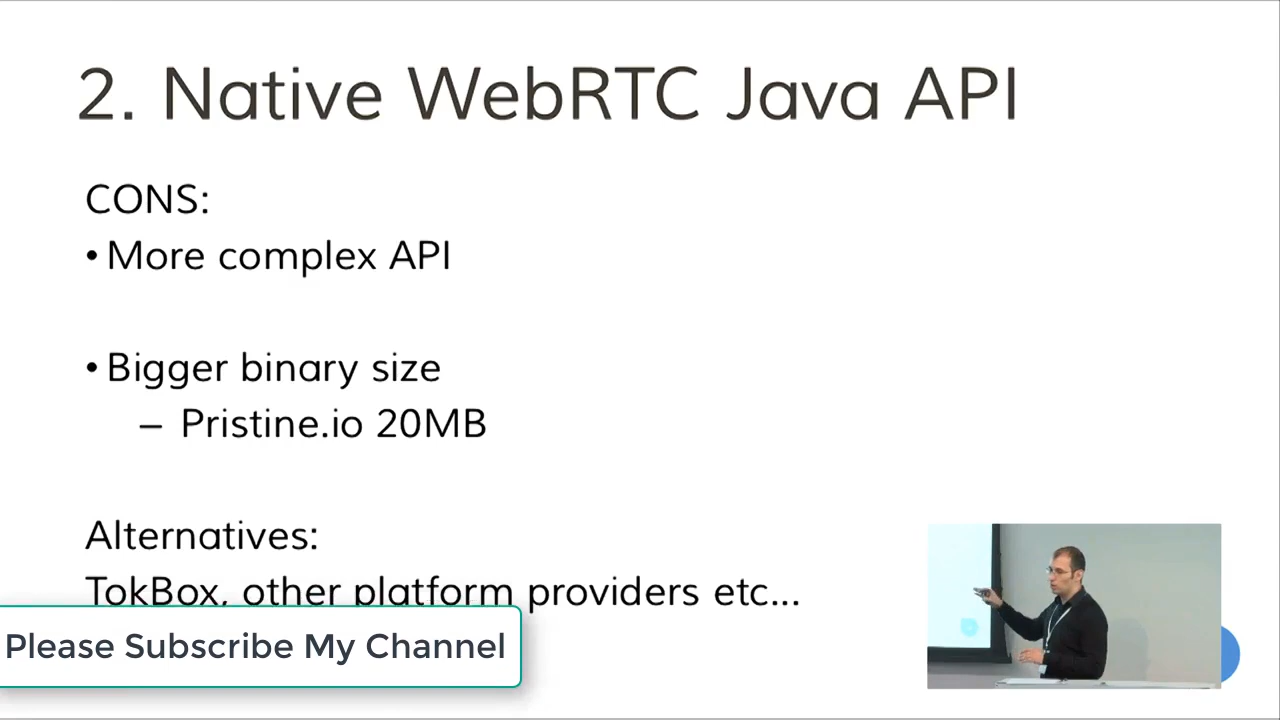 2. Native WebRTC Java API
CONS:
• More complex API
• Bigger binary size
– Pristine.io 20MB
Alternatives:
TokBox, other platform providers etc...
Please Subscribe My Channel